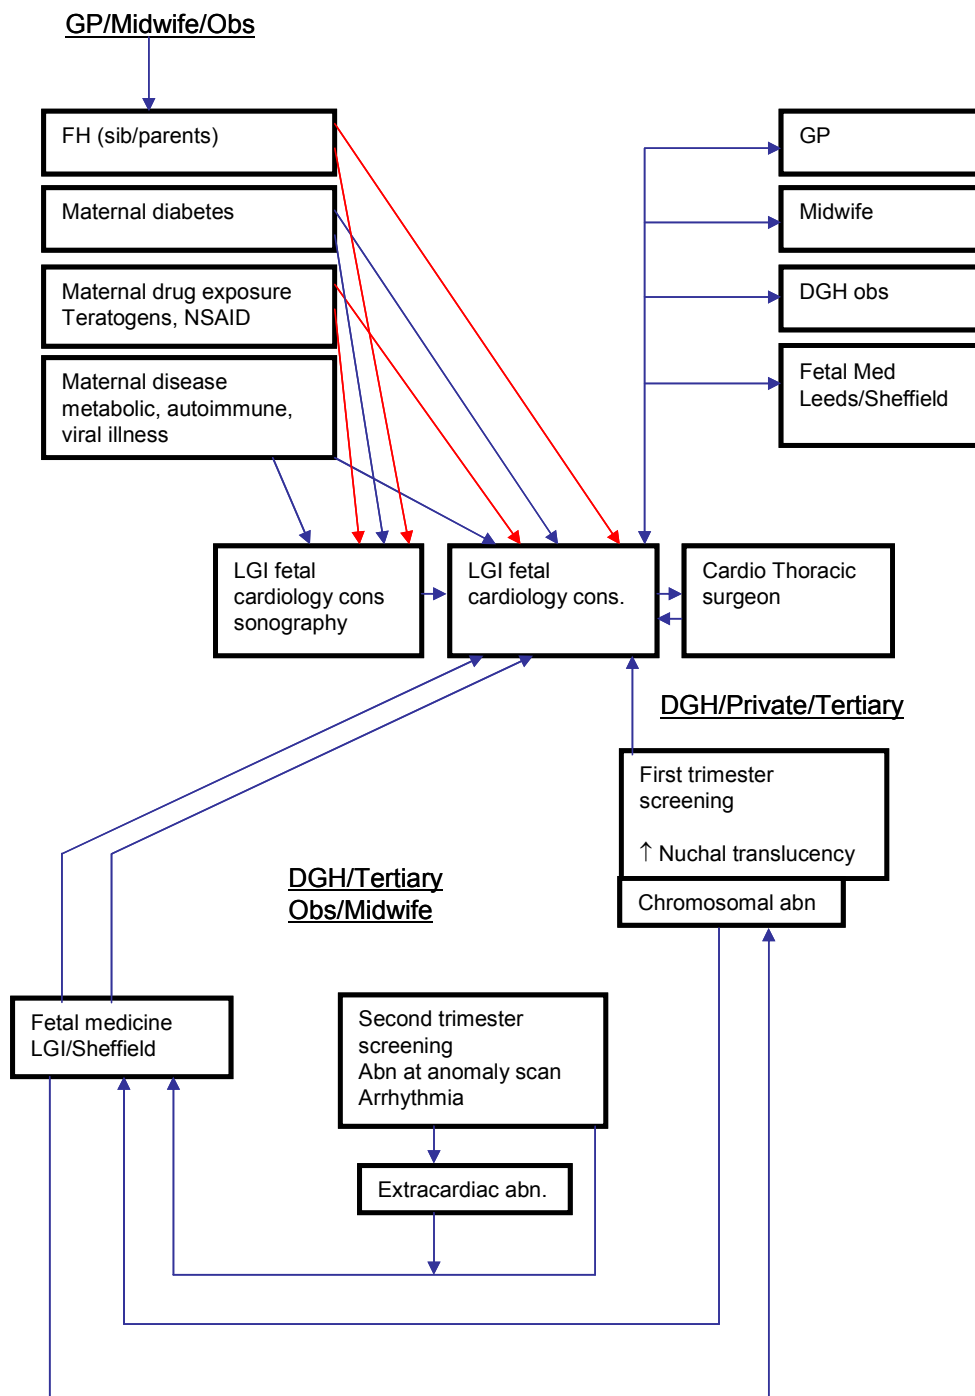 GP/Midwife/Obs
FH (sib/parents)
Maternal diabetes
Maternal drug exposure
Teratogens, NSAID
Maternal disease
metabolic, autoimmune,
viral illness
GP
Midwife
DGH obs
Fetal Med
Leeds/Sheffield
LGI fetal
cardiology cons
sonography
LGI fetal
cardiology cons.
Cardio Thoracic
surgeon
DGH/Private/Tertiary
First trimester
screening
↑ Nuchal translucency
Chromosomal abn
DGH/Tertiary
Obs/Midwife
Fetal medicine
LGI/Sheffield
Second trimester
screening
Abn at anomaly scan
Arrhythmia
Extracardiac abn.